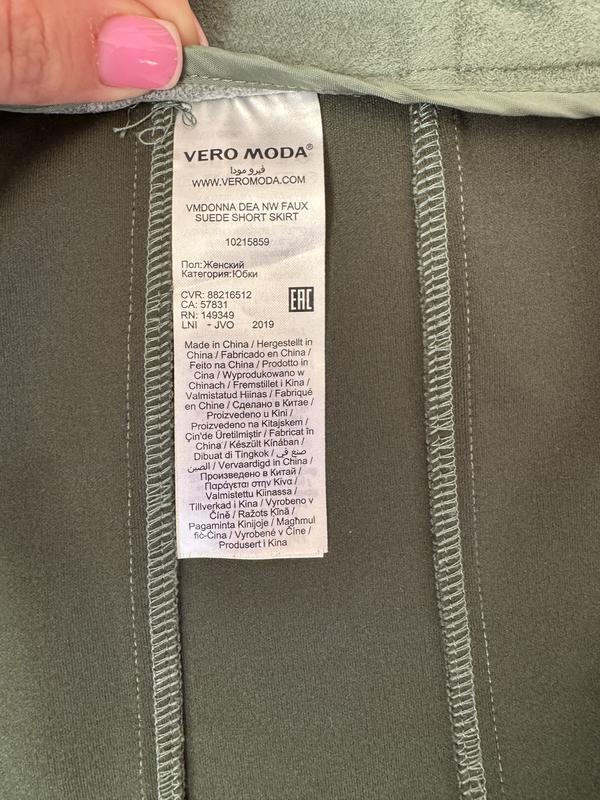 VERO MODA®
فيرو مودا
WWW.VEROMODA.COM
VMDONNA DEA NW FAUX
SUEDE SHORT SKIRT
10215859
Пол:Женский
Категория:Юбки
CVR: 88216512
CA: 57831
RN: 149349
LNI - JVO 2019
EAC
Made in China / Hergestellt in
China / Fabricado en China /
Feito na China / Prodotto in
Cina / Wyprodukowano w
Chinach / Fremstillet i Kina /
Valmistatud Hiinas / Fabriqué
en Chine / Сделано в Китае /
Proizvedeno u Kini /
Proizvedeno na Kitajskem /
Çin'de Üretilmiştir / Fabricat în
China / Készült Kínában /
Dibuat di Tingkok / صنع في
الصين / Vervaardigd in China /
Произведено в Китай /
Παράγεται στην Κίνα /
Valmistettu Kiinassa /
Tillverkad i Kina / Vyrobeno v
Číně / Ražots Ķīnā /
Pagaminta Kinijoje / Magħmul
fiċ-Ċina / Vyrobené v Číne /
Produsert i Kina